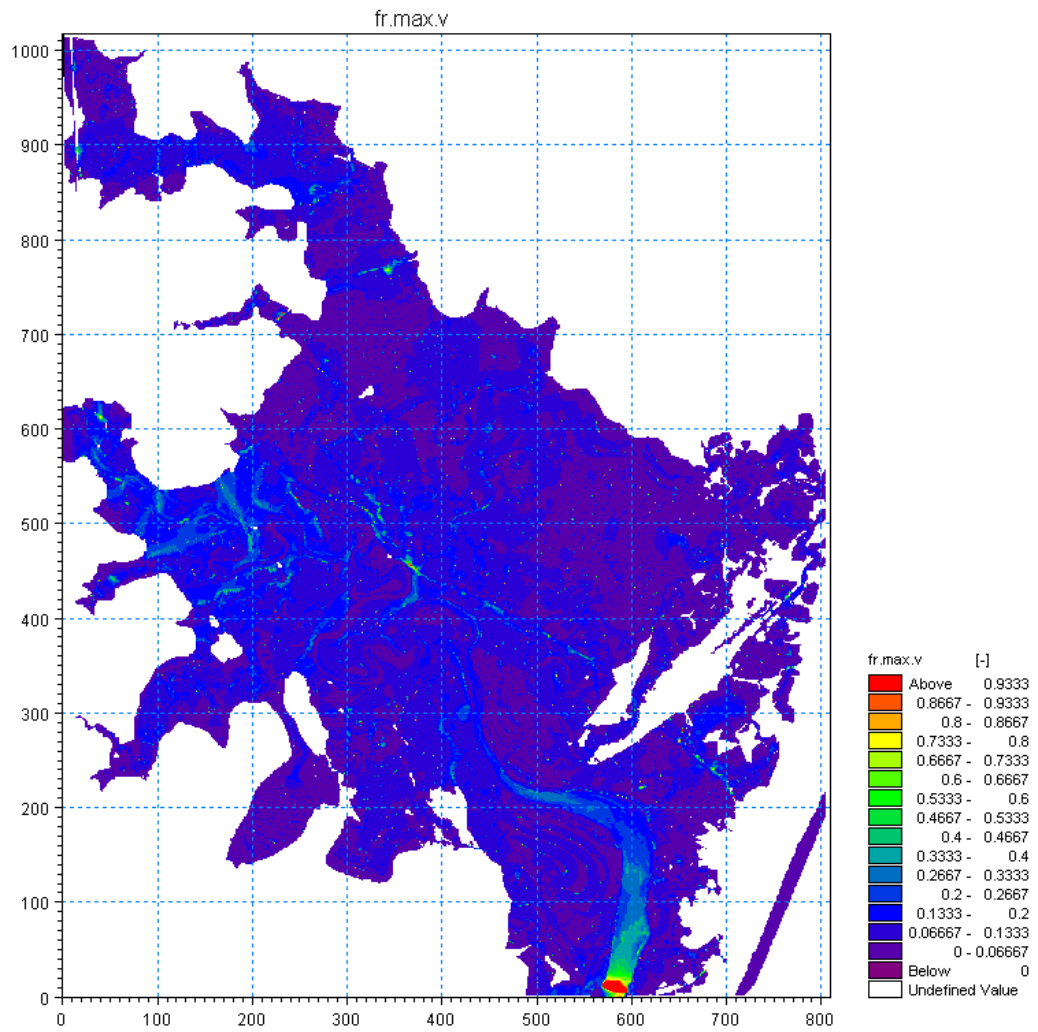 fr.max.v
1000
900
800
700
600
500
400
300
200
100
0
0 100 200 300 400 500 600 700 800
fr.max.v [-]
Above 0.9333
0.8667 - 0.9333
0.8 - 0.8667
0.7333 - 0.8
0.6667 - 0.7333
0.6 - 0.6667
0.5333 - 0.6
0.4667 - 0.5333
0.4 - 0.4667
0.3333 - 0.4
0.2667 - 0.3333
0.2 - 0.2667
0.1333 - 0.2
0.06667 - 0.1333
0 - 0.06667
Below 0
Undefined Value